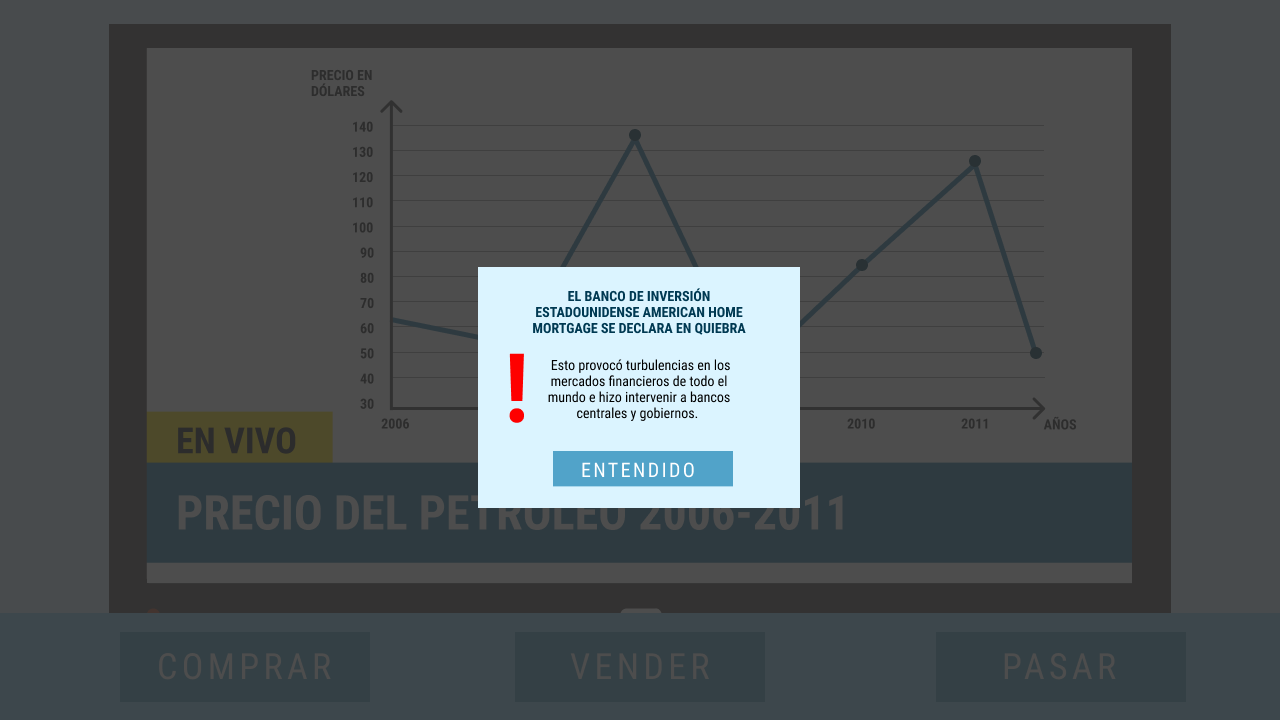 PRECIO EN
DÓLARES
140
130
120
110
100
90
80
70
60
50
40
30
2006
2010
2011
AÑOS
EL BANCO DE INVERSIÓN
ESTADOUNIDENSE AMERICAN HOME
MORTGAGE SE DECLARA EN QUIEBRA
!
Esto provocó turbulencias en los
mercados financieros de todo el
mundo e hizo intervenir a bancos
centrales y gobiernos.
ENTENDIDO
EN VIVO
PRECIO DEL PETROLEO 2006-2011
COMPRAR
VENDER
PASAR